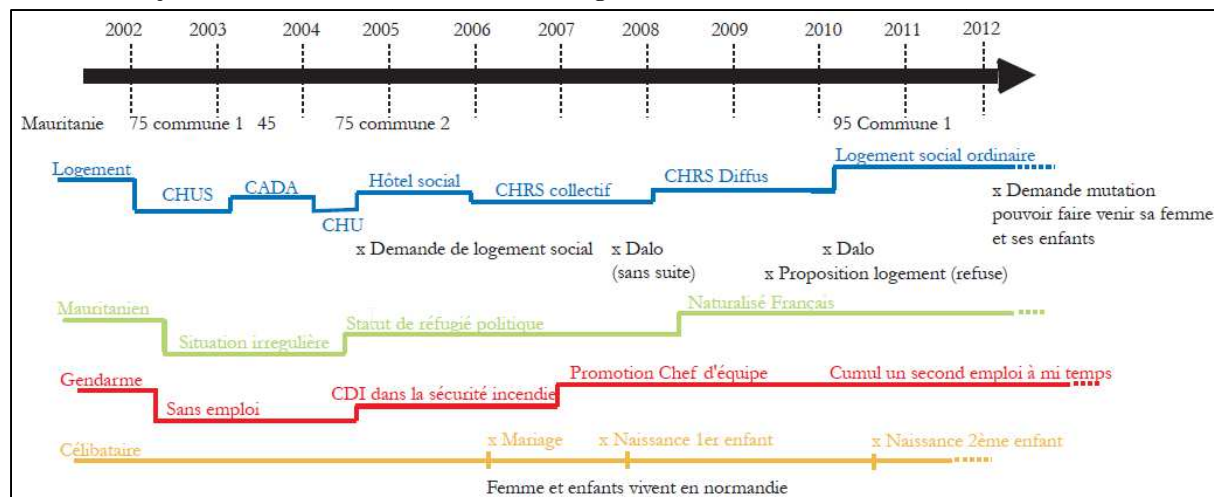 2002 2003 2004 2005 2006 2007 2008 2009 2010 2011 2012
Mauritanie 75 commune 1 45 75 commune 2 95 Commune 1
Logement CHUS CADA CHU Hôtel social CHRS collectif CHRS Diffus Logement social ordinaire
x Demande mutation
pouvoir faire venir sa femme
et ses enfants
x Demande de logement social x Dalo x Dalo
(sans suite) x Proposition logement (refuse)
Mauritanien Situation irregulière Statut de réfugié politique Naturalisé Français
Gendarme Sans emploi CDI dans la sécurité incendie Promotion Chef d'équipe Cumul un second emploi à mi temps
Célibataire x Mariage x Naissance 1er enfant x Naissance 2ème enfant
Femme et enfants vivent en normandie